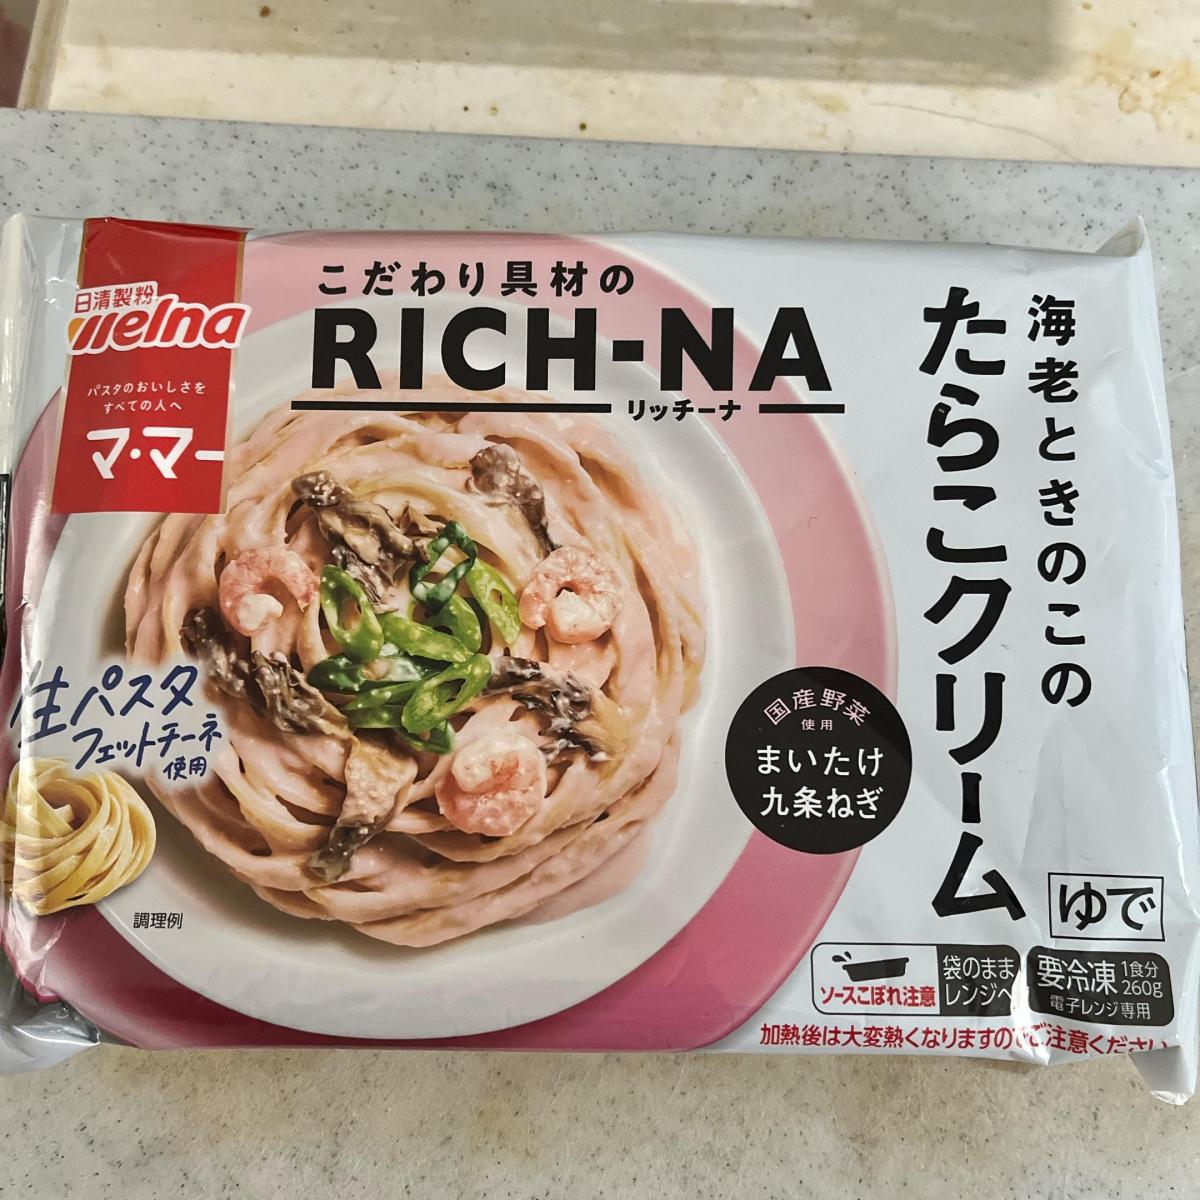 日清製粉
Welna
パスタのおいしさを
すべての人へ
マ・マー
こだわり具材の
RICH-NA
リッチーナ
海老ときのこの
たらこクリーム
生パスタ
フェットチーネ
使用
調理例
国産野菜
使用
まいたけ
九条ねぎ
ゆで
ソースこぼれ注意
袋のまま
レンジへ
要冷凍
1食分
260g
電子レンジ専用
加熱後は大変熱くなりますのでご注意ください